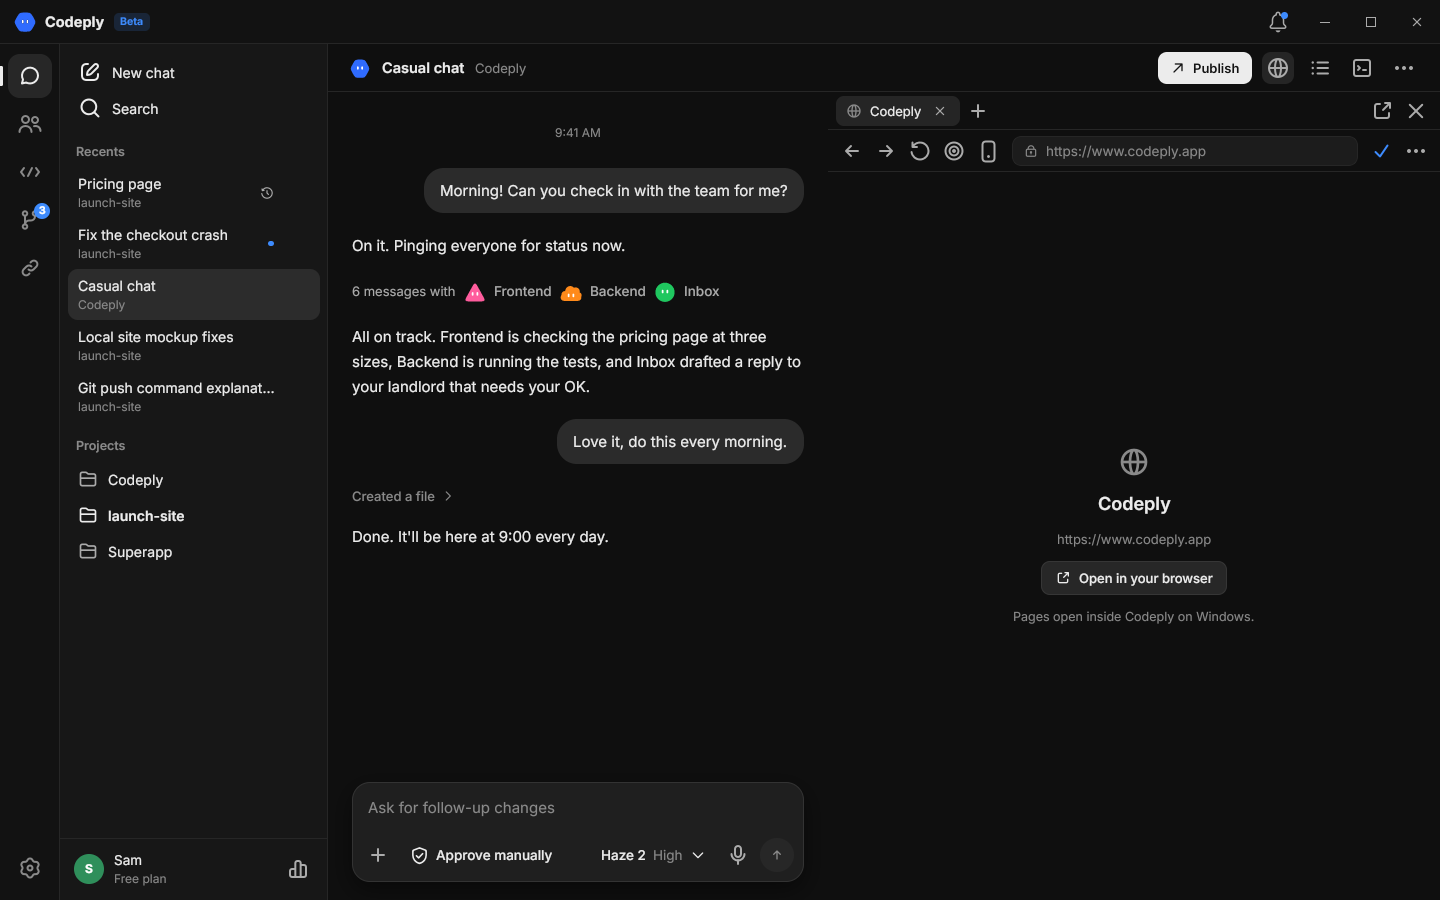 Codeply Beta
New chat
Search
Recents
Pricing page
launch-site
Fix the checkout crash
launch-site
Casual chat
Codeply
Local site mockup fixes
launch-site
Git push command explanat...
launch-site
Projects
Codeply
launch-site
Superapp
3
S
Sam
Free plan
Casual chat Codeply
Publish
9:41 AM
Morning! Can you check in with the team for me?
On it. Pinging everyone for status now.
6 messages with Frontend Backend Inbox
All on track. Frontend is checking the pricing page at three
sizes, Backend is running the tests, and Inbox drafted a reply to
your landlord that needs your OK.
Love it, do this every morning.
Created a file
Done. It'll be here at 9:00 every day.
Ask for follow-up changes
Approve manually
Haze 2 High
Codeply
https://www.codeply.app
Codeply
https://www.codeply.app
Open in your browser
Pages open inside Codeply on Windows.